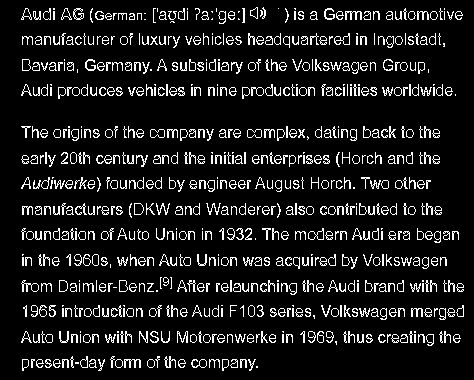 Audi AG (German: [ˈaʊ̯di ʔaːˈɡeː] ) is a German automotive
manufacturer of luxury vehicles headquartered in Ingolstadt,
Bavaria, Germany. A subsidiary of the Volkswagen Group,
Audi produces vehicles in nine production facilities worldwide.
The origins of the company are complex, dating back to the
early 20th century and the initial enterprises (Horch and the
Audiwerke) founded by engineer August Horch. Two other
manufacturers (DKW and Wanderer) also contributed to the
foundation of Auto Union in 1932. The modern Audi era began
in the 1960s, when Auto Union was acquired by Volkswagen
from Daimler-Benz.[9] After relaunching the Audi brand with the
1965 introduction of the Audi F103 series, Volkswagen merged
Auto Union with NSU Motorenwerke in 1969, thus creating the
present-day form of the company.